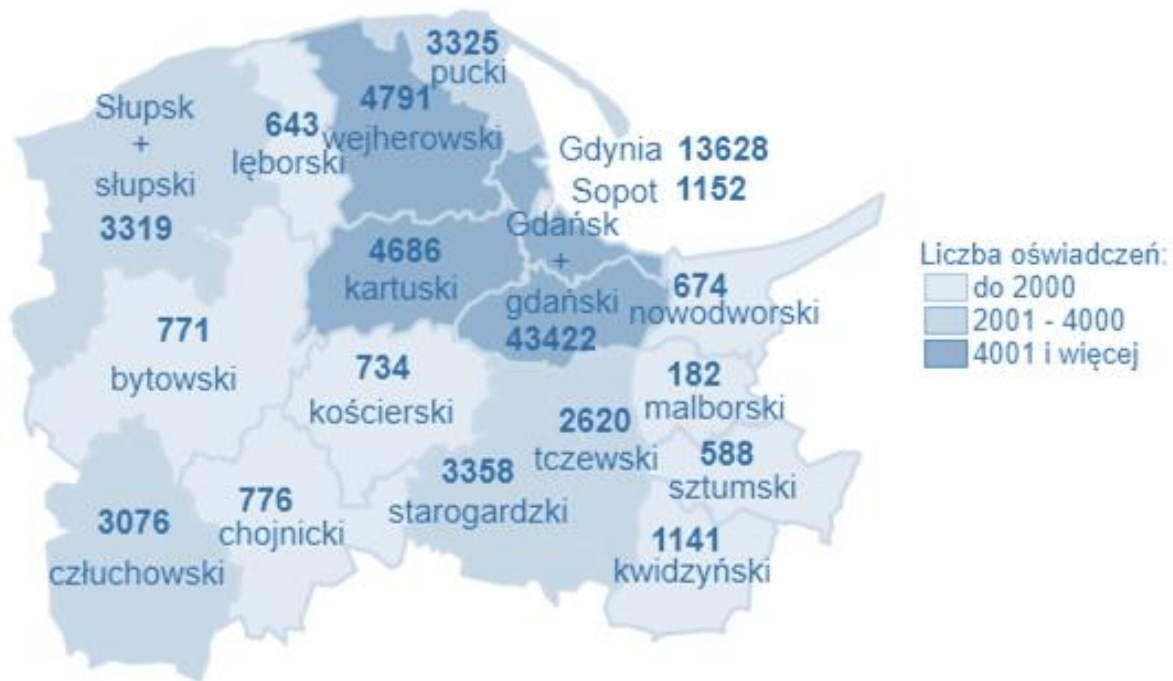 3325
pucki
4791
wejherowski
Słupsk
+
słupski
3319
643
lęborski
Gdynia 13628
Sopot 1152
Gdańsk
+
gdański
43422
4686
kartuski
674
nowodworski
771
bytowski
734
kościerski
182
malborski
2620
tczewski
588
sztumski
3358
starogardzki
776
chojnicki
3076
człuchowski
1141
kwidzyński
Liczba oświadczeń:
do 2000
2001 - 4000
4001 i więcej